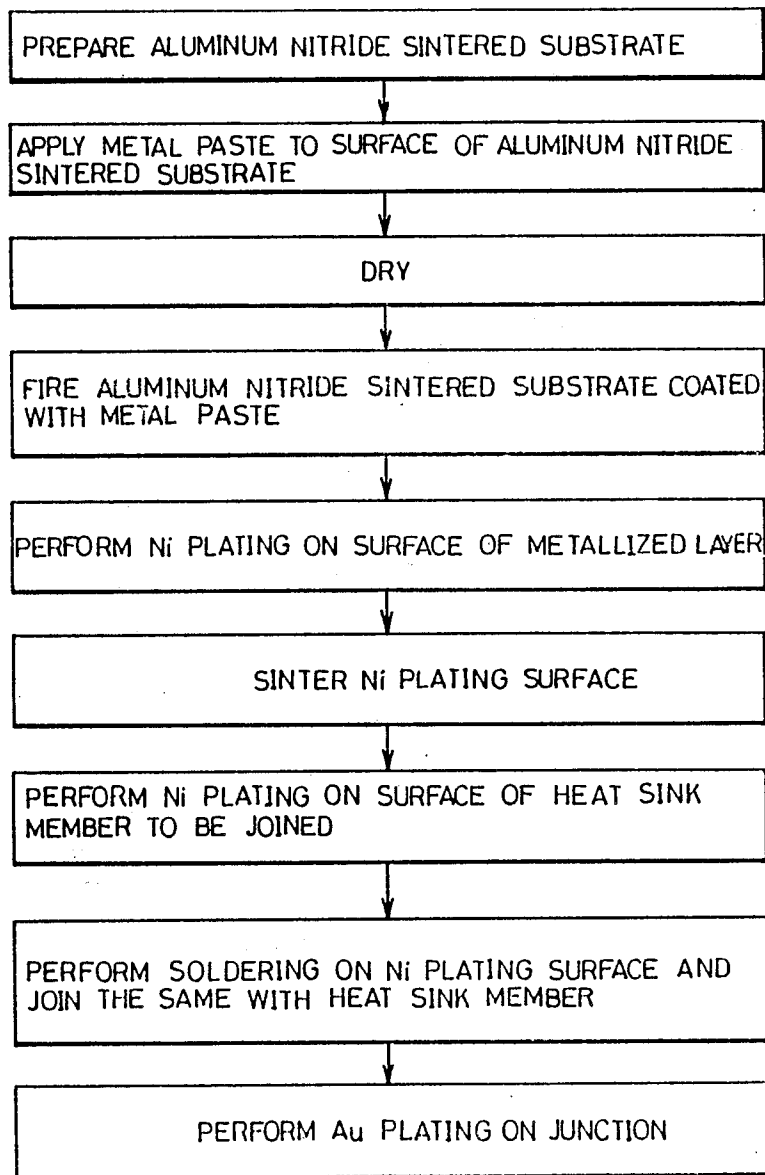 PREPARE ALUMINUM NITRIDE SINTERED SUBSTRATE
APPLY METAL PASTE TO SURFACE OF ALUMINUM NITRIDE
SINTERED SUBSTRATE
DRY
FIRE ALUMINUM NITRIDE SINTERED SUBSTRATE COATED
WITH METAL PASTE
PERFORM Ni PLATING ON SURFACE OF METALLIZED LAYER
SINTER Ni PLATING SURFACE
PERFORM Ni PLATING ON SURFACE OF HEAT SINK
MEMBER TO BE JOINED
PERFORM SOLDERING ON Ni PLATING SURFACE AND
JOIN THE SAME WITH HEAT SINK MEMBER
PERFORM Au PLATING ON JUNCTION